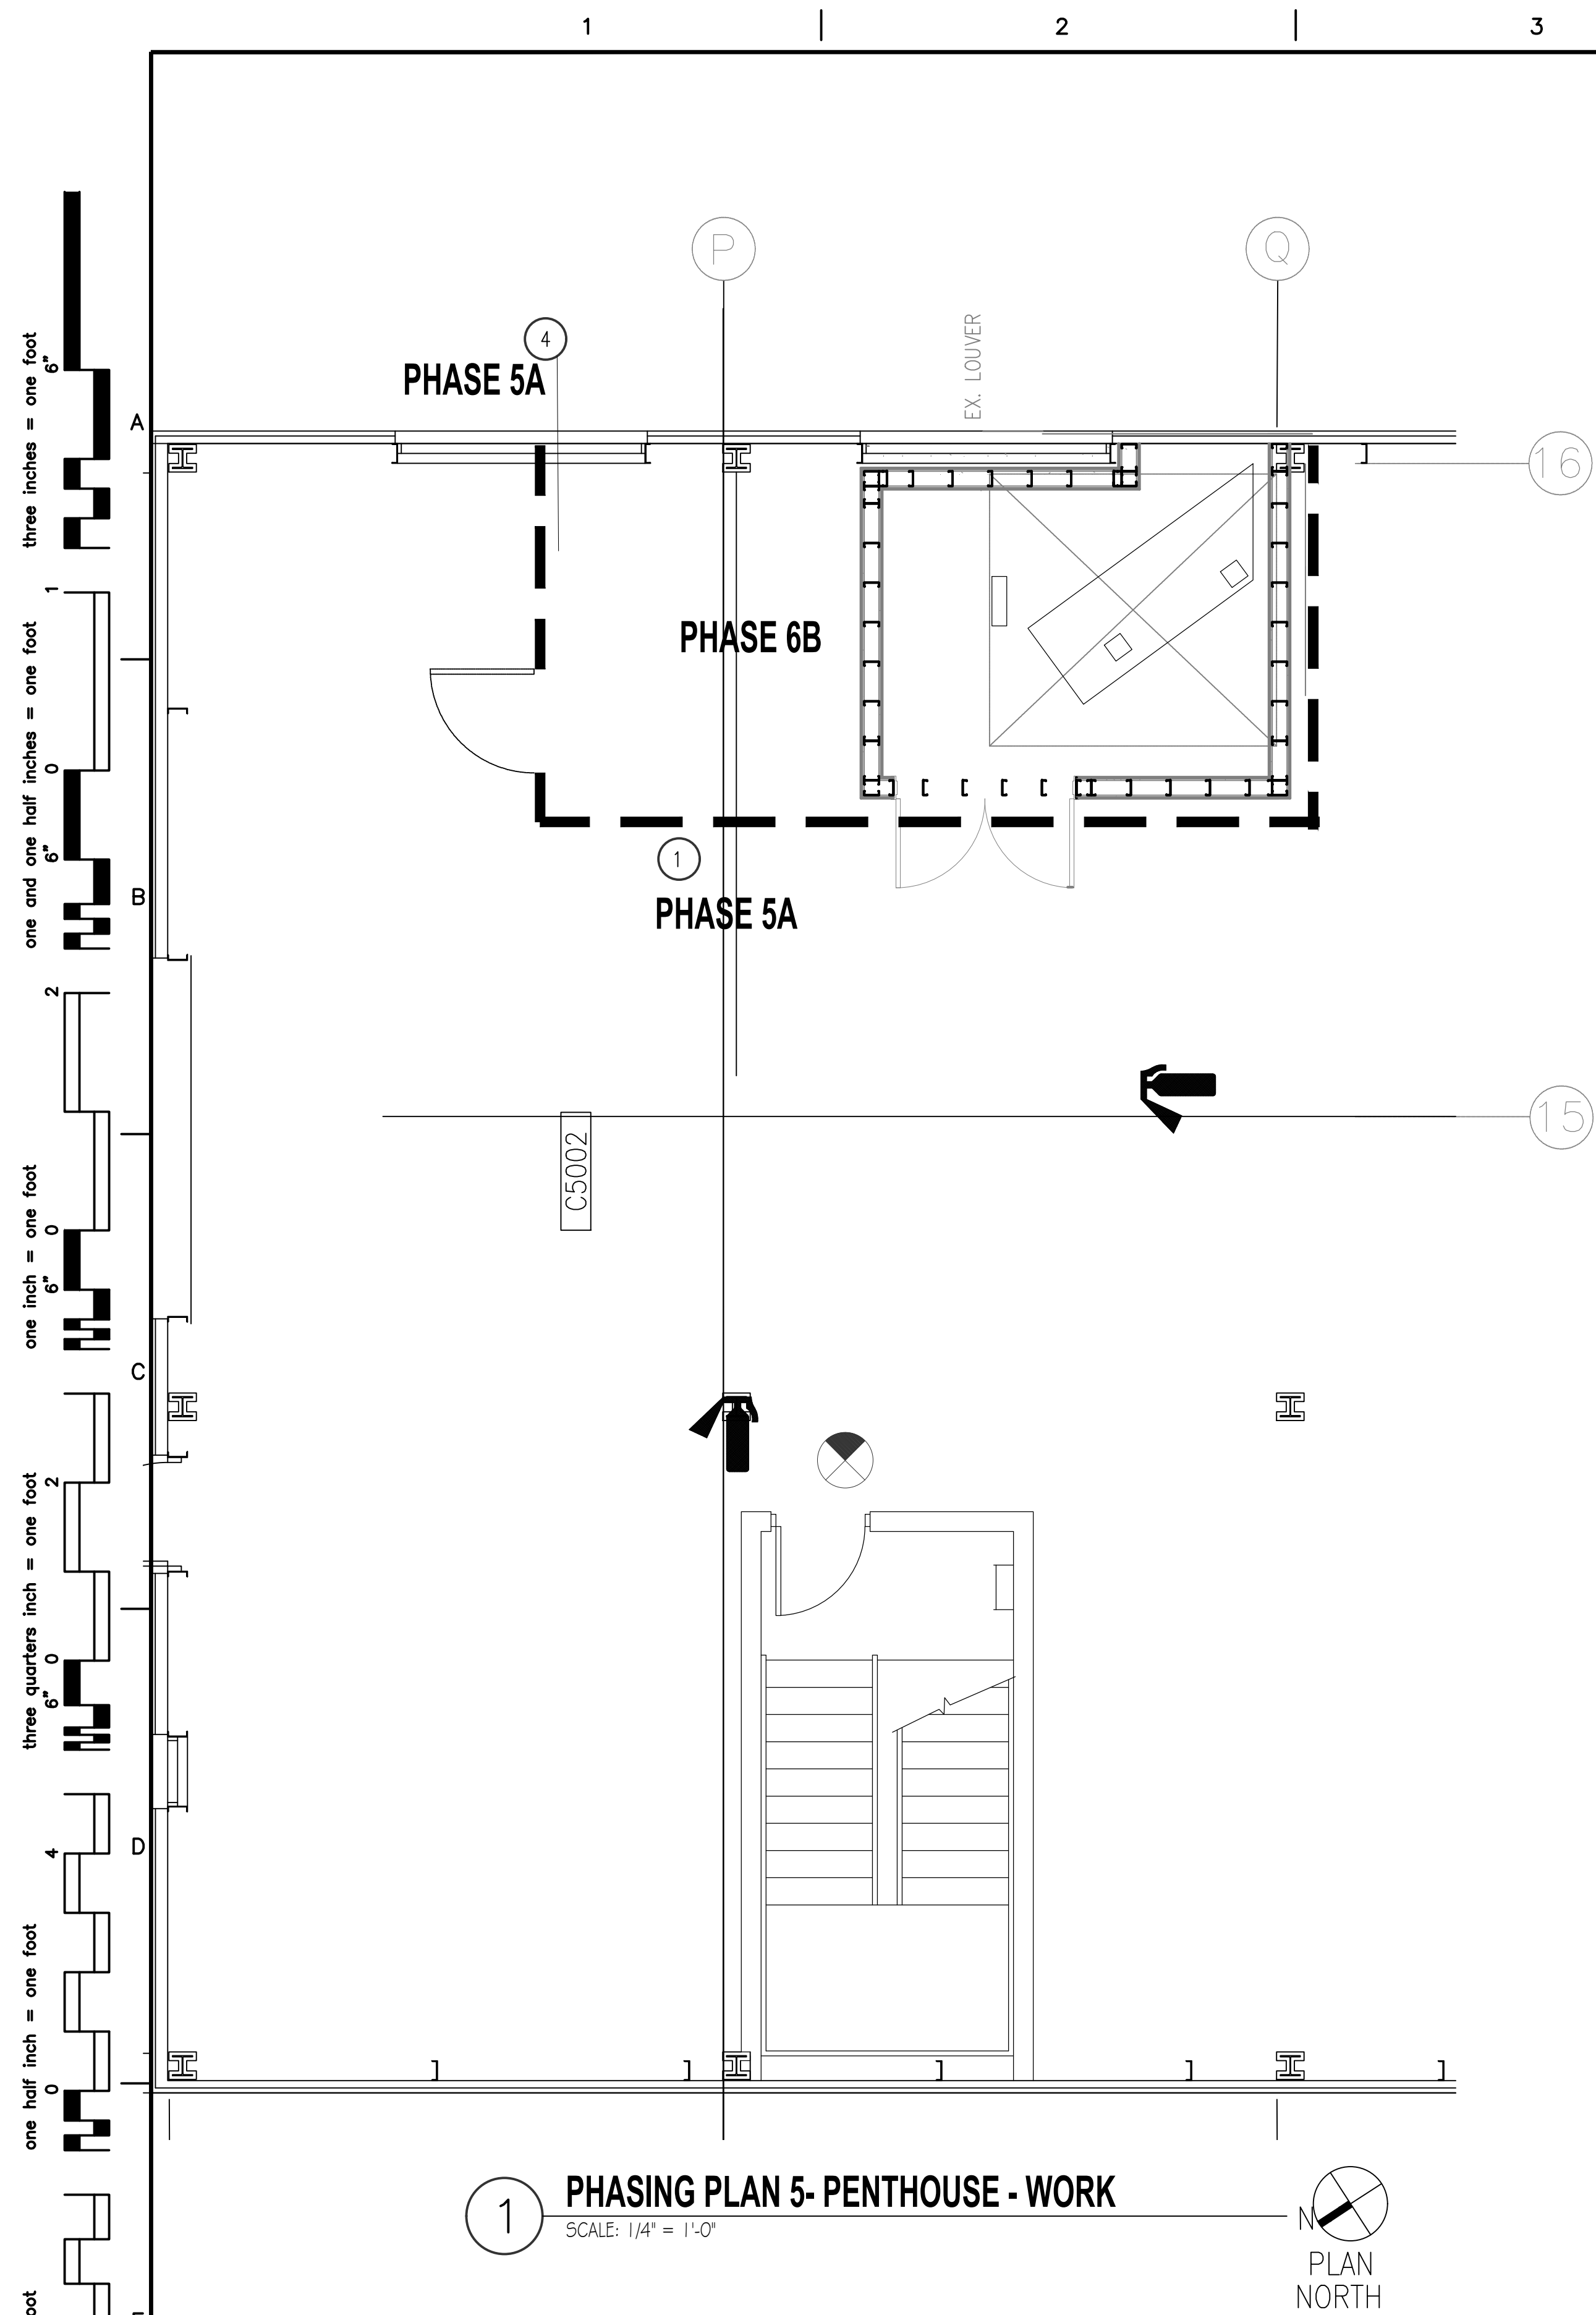 1
2
3
P
Q
4
PHASE 5A
EX. LOUVER
A
16
PHASE 6B
1
PHASE 5A
B
15
C5002
C
D
1
PHASING PLAN 5- PENTHOUSE - WORK
SCALE: 1/4" = 1'-0"
N
PLAN
NORTH
three inches = one foot
6"
one and one half inches = one foot
1
0
6"
one inch = one foot
2
0
6"
three quarters inch = one foot
2
0
6"
one half inch = one foot
4
0